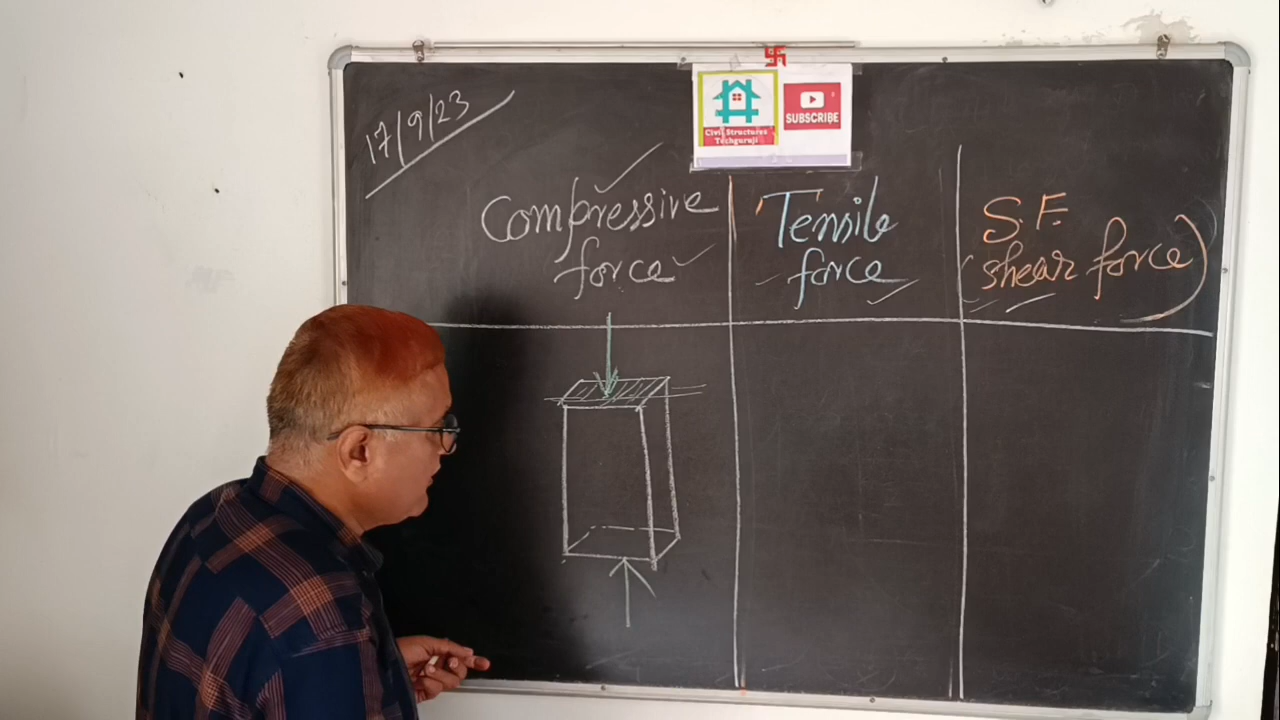 17/9/23
Civil Structures
Techguruji
SUBSCRIBE
Compressive
force
Tensile
force
S.F.
(shear force)